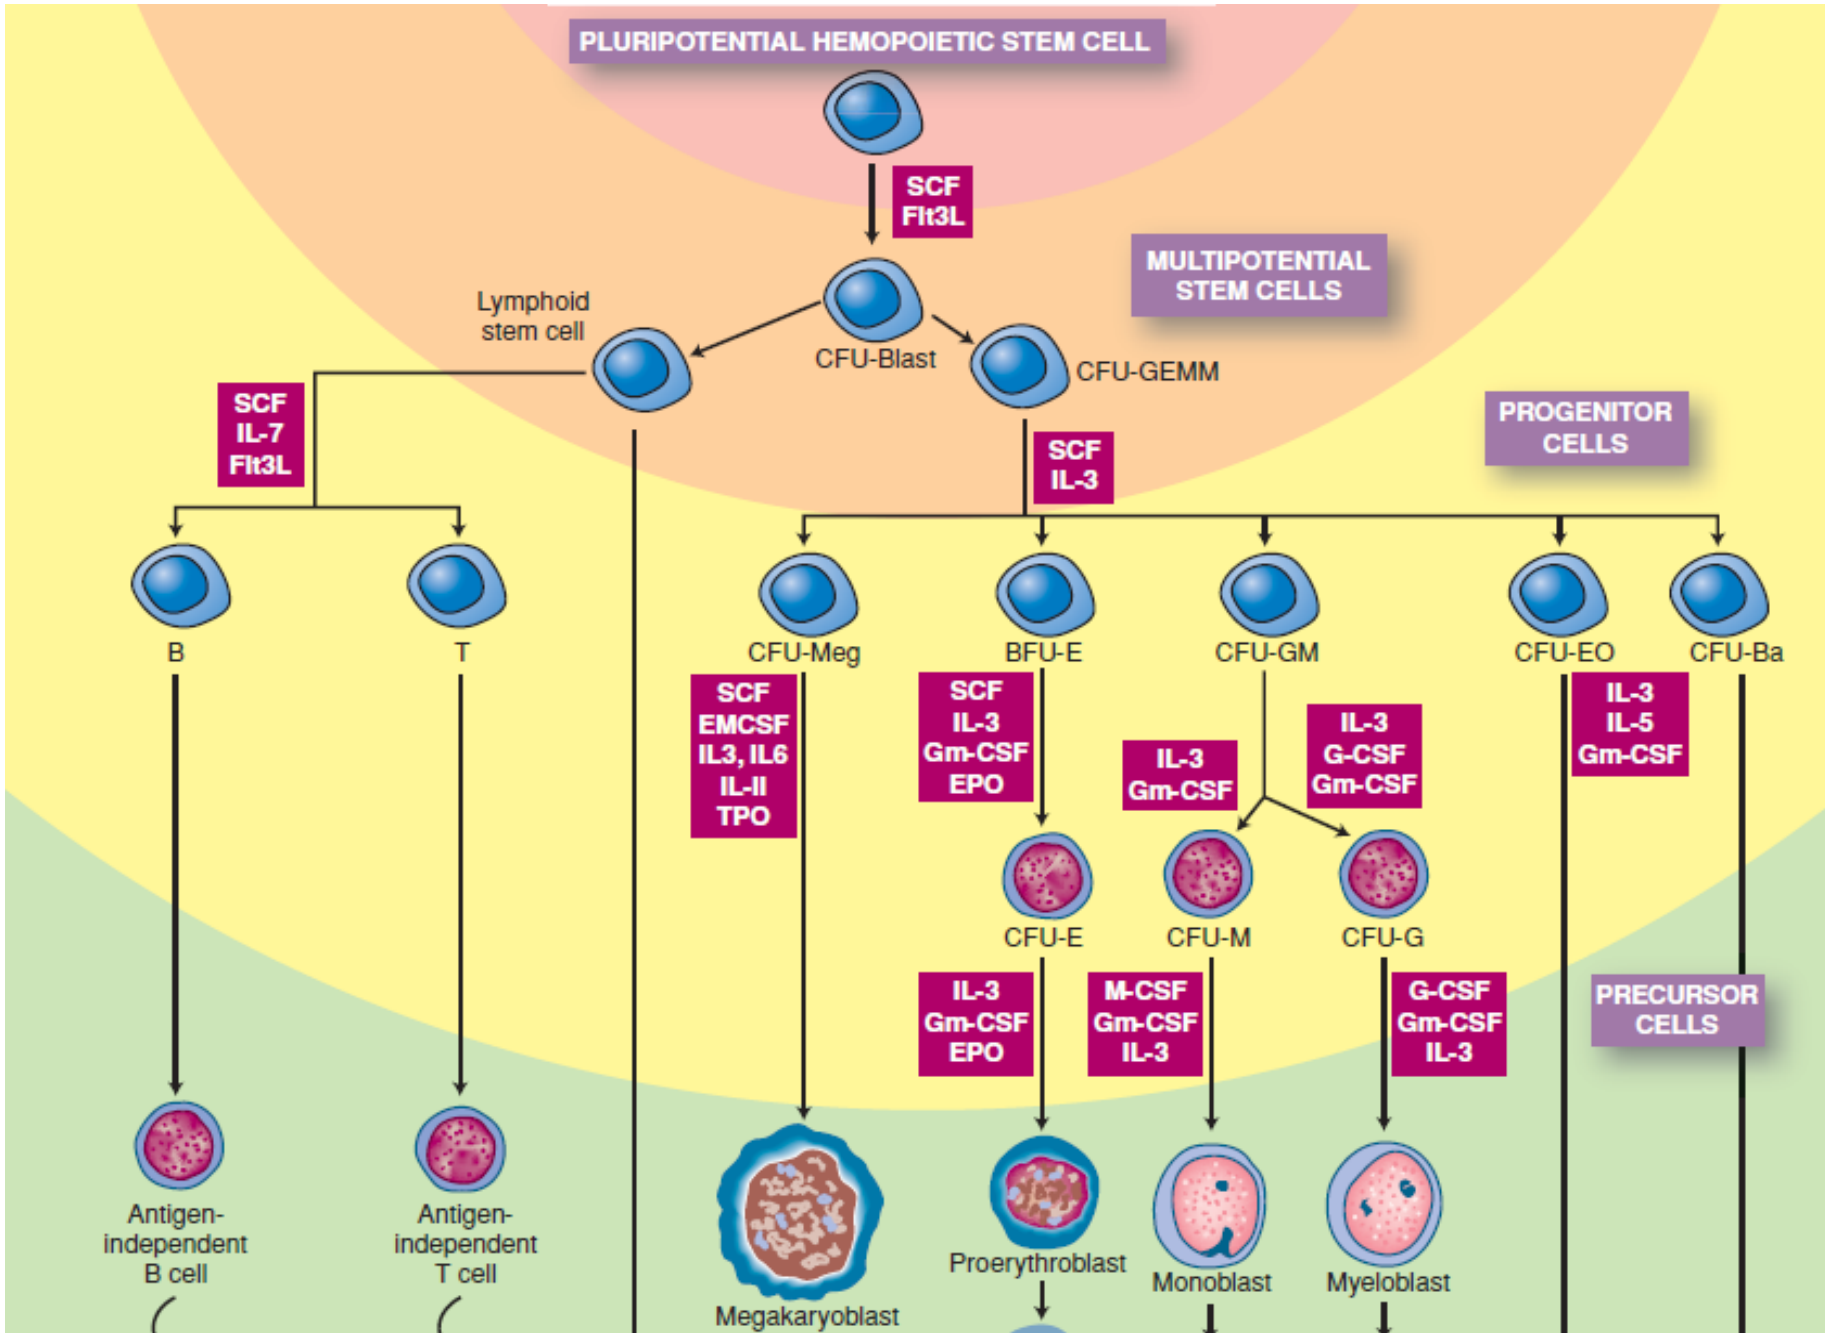 PLURIPOTENTIAL HEMOPOIETIC STEM CELL
SCF
Flt3L
MULTIPOTENTIAL
STEM CELLS
Lymphoid
stem cell
CFU-Blast
CFU-GEMM
SCF
IL-7
Flt3L
SCF
IL-3
PROGENITOR
CELLS
B
T
CFU-Meg
BFU-E
CFU-GM
CFU-EO
CFU-Ba
SCF
EMCSF
IL3, IL6
IL-II
TPO
SCF
IL-3
Gm-CSF
EPO
IL-3
Gm-CSF
IL-3
G-CSF
Gm-CSF
IL-3
IL-5
Gm-CSF
CFU-E
CFU-M
CFU-G
IL-3
Gm-CSF
EPO
M-CSF
Gm-CSF
IL-3
G-CSF
Gm-CSF
IL-3
PRECURSOR
CELLS
Antigen-
independent
B cell
Antigen-
independent
T cell
Megakaryoblast
Proerythroblast
Monoblast
Myeloblast